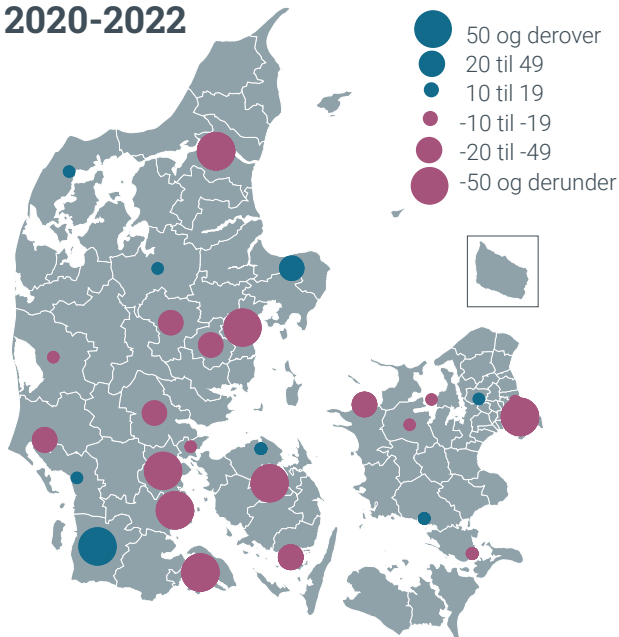 2020-2022
50 og derover
20 til 49
10 til 19
-10 til -19
-20 til -49
-50 og derunder